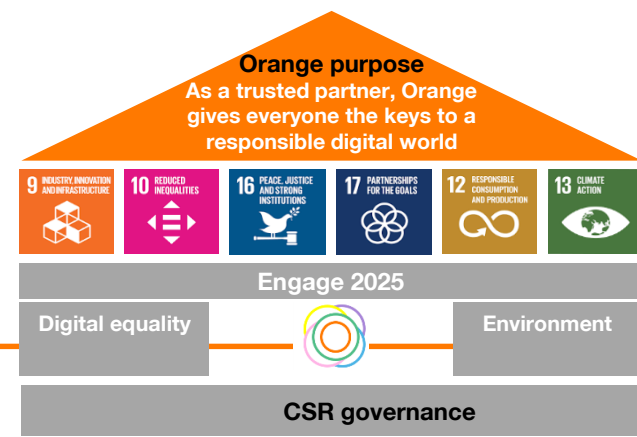 Orange purpose
As a trusted partner, Orange
gives everyone the keys to a
responsible digital world
9 INDUSTRY, INNOVATION
AND INFRASTRUCTURE
10 REDUCED
INEQUALITIES
16 PEACE, JUSTICE
AND STRONG
INSTITUTIONS
17 PARTNERSHIPS
FOR THE GOALS
12 RESPONSIBLE
CONSUMPTION
AND PRODUCTION
13 CLIMATE
ACTION
Engage 2025
Digital equality
Environment
CSR governance